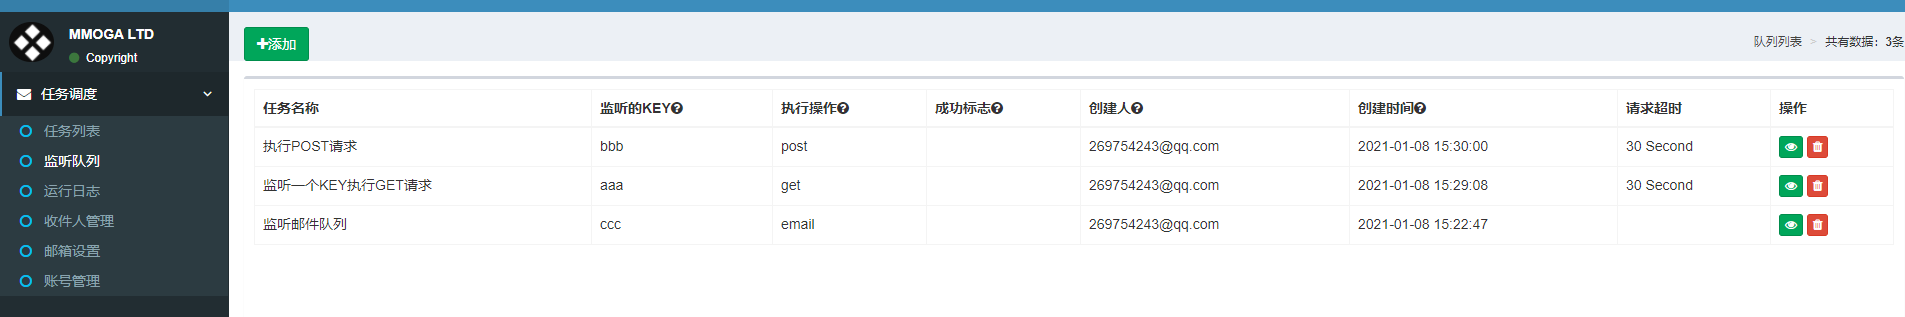 MMOGA LTD
Copyright
任务调度
任务列表
监听队列
运行日志
收件人管理
邮箱设置
账号管理
添加
队列列表 > 共有数据：3条
任务名称 监听的KEY 执行操作 成功标志 创建人 创建时间 请求超时 操作
执行POST请求 bbb post 269754243@qq.com 2021-01-08 15:30:00 30 Second
监听一个KEY执行GET请求 aaa get 269754243@qq.com 2021-01-08 15:29:08 30 Second
监听邮件队列 ccc email 269754243@qq.com 2021-01-08 15:22:47